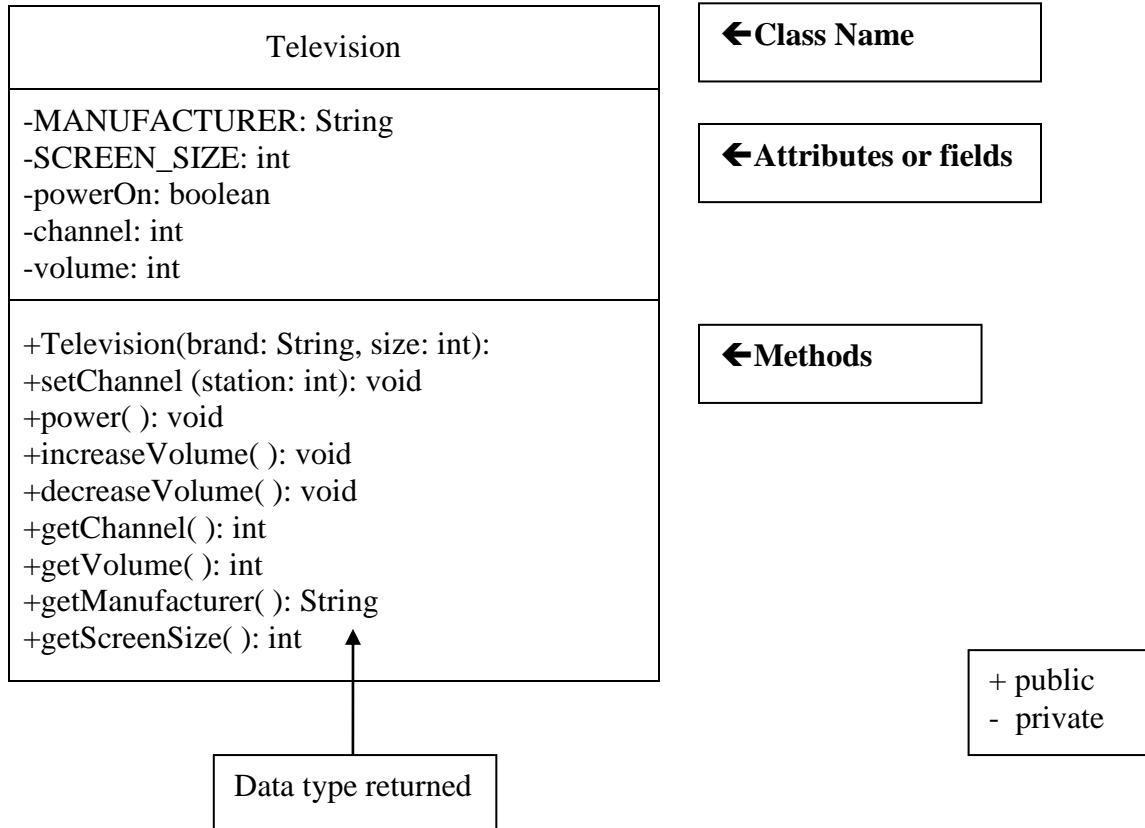 Television
-MANUFACTURER: String
-SCREEN_SIZE: int
-powerOn: boolean
-channel: int
-volume: int
+Television(brand: String, size: int):
+setChannel (station: int): void
+power( ): void
+increaseVolume( ): void
+decreaseVolume( ): void
+getChannel( ): int
+getVolume( ): int
+getManufacturer( ): String
+getScreenSize( ): int
←Class Name
←Attributes or fields
←Methods
Data type returned
+ public
- private